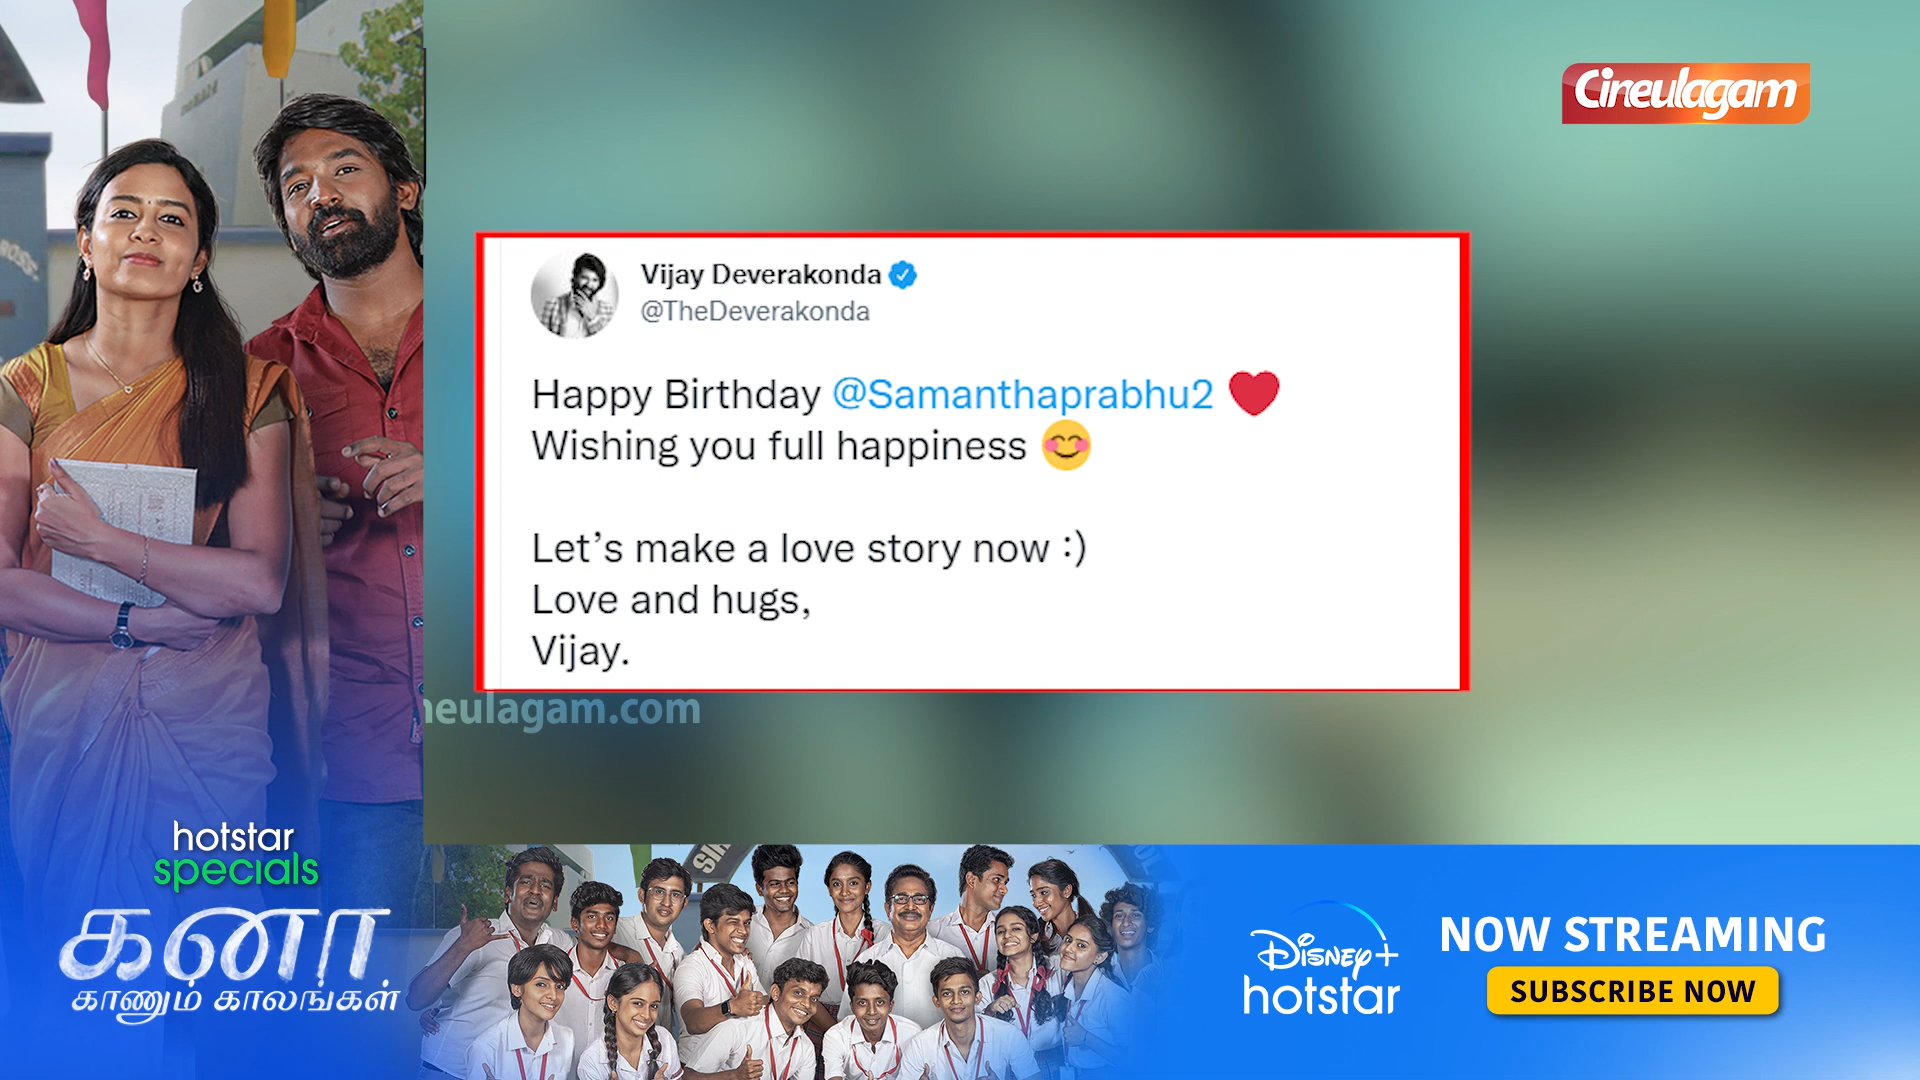 Cineulagam
Vijay Deverakonda
@TheDeverakonda
Happy Birthday @Samanthaprabhu2 ❤️
Wishing you full happiness 😊
Let’s make a love story now :)
Love and hugs,
Vijay.
neulagam.com
hotstar
specials
கனா
காணும் காலங்கள்
Disney+
hotstar
NOW STREAMING
SUBSCRIBE NOW